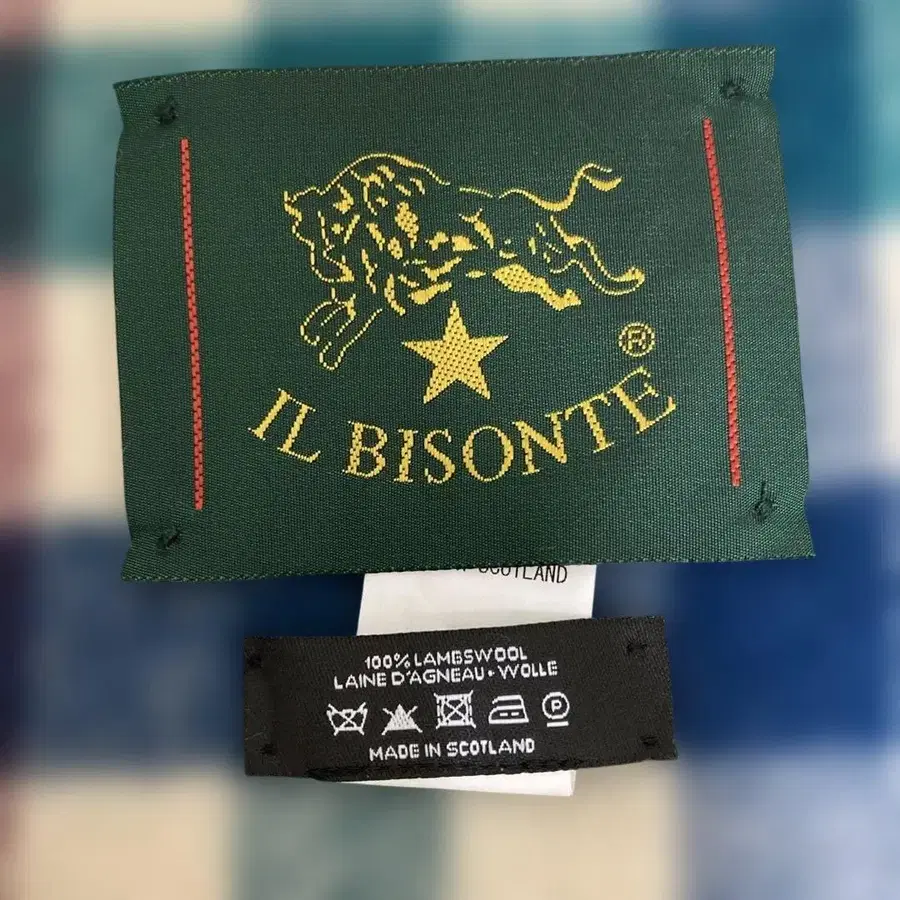 ®
IL BISONTE
SCOTLAND
100% LAMBSWOOL
LAINE D'AGNEAU • WOLLE
P
MADE IN SCOTLAND